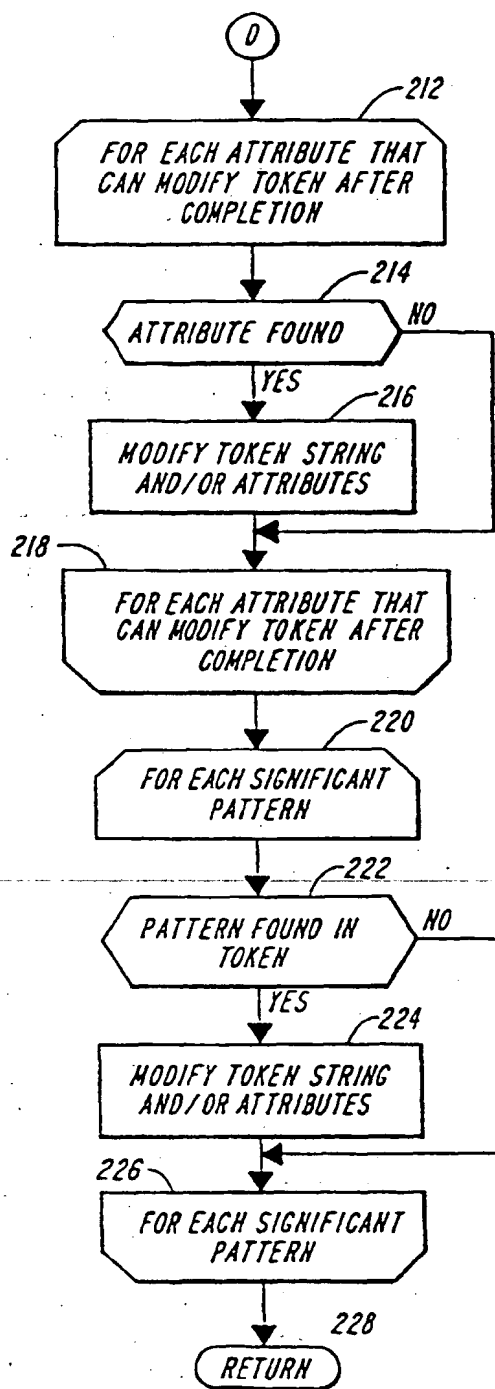 D
212
FOR EACH ATTRIBUTE THAT
CAN MODIFY TOKEN AFTER
COMPLETION
214
ATTRIBUTE FOUND
NO
YES
216
MODIFY TOKEN STRING
AND/OR ATTRIBUTES
218
FOR EACH ATTRIBUTE THAT
CAN MODIFY TOKEN AFTER
COMPLETION
220
FOR EACH SIGNIFICANT
PATTERN
222
PATTERN FOUND IN
TOKEN
NO
YES
224
MODIFY TOKEN STRING
AND/OR ATTRIBUTES
226
FOR EACH SIGNIFICANT
PATTERN
228
RETURN